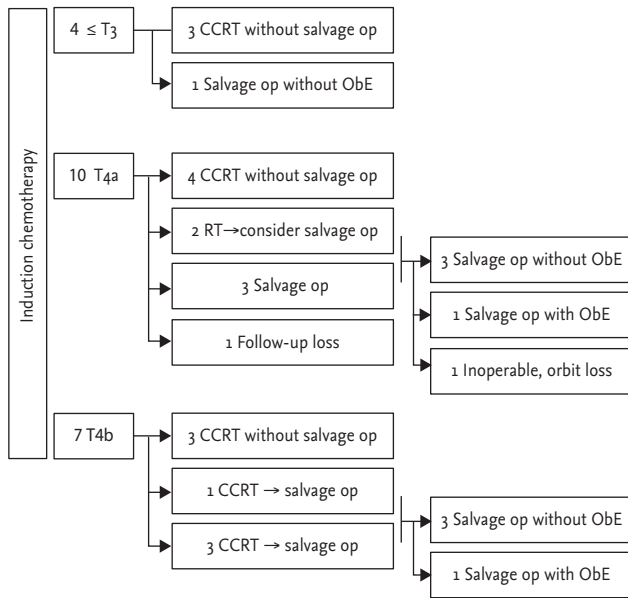 Induction chemotherapy
4 ≤ T3
3 CCRT without salvage op
1 Salvage op without ObE
10 T4a
4 CCRT without salvage op
2 RT→consider salvage op
3 Salvage op
1 Follow-up loss
3 Salvage op without ObE
1 Salvage op with ObE
1 Inoperable, orbit loss
7 T4b
3 CCRT without salvage op
1 CCRT → salvage op
3 CCRT → salvage op
3 Salvage op without ObE
1 Salvage op with ObE